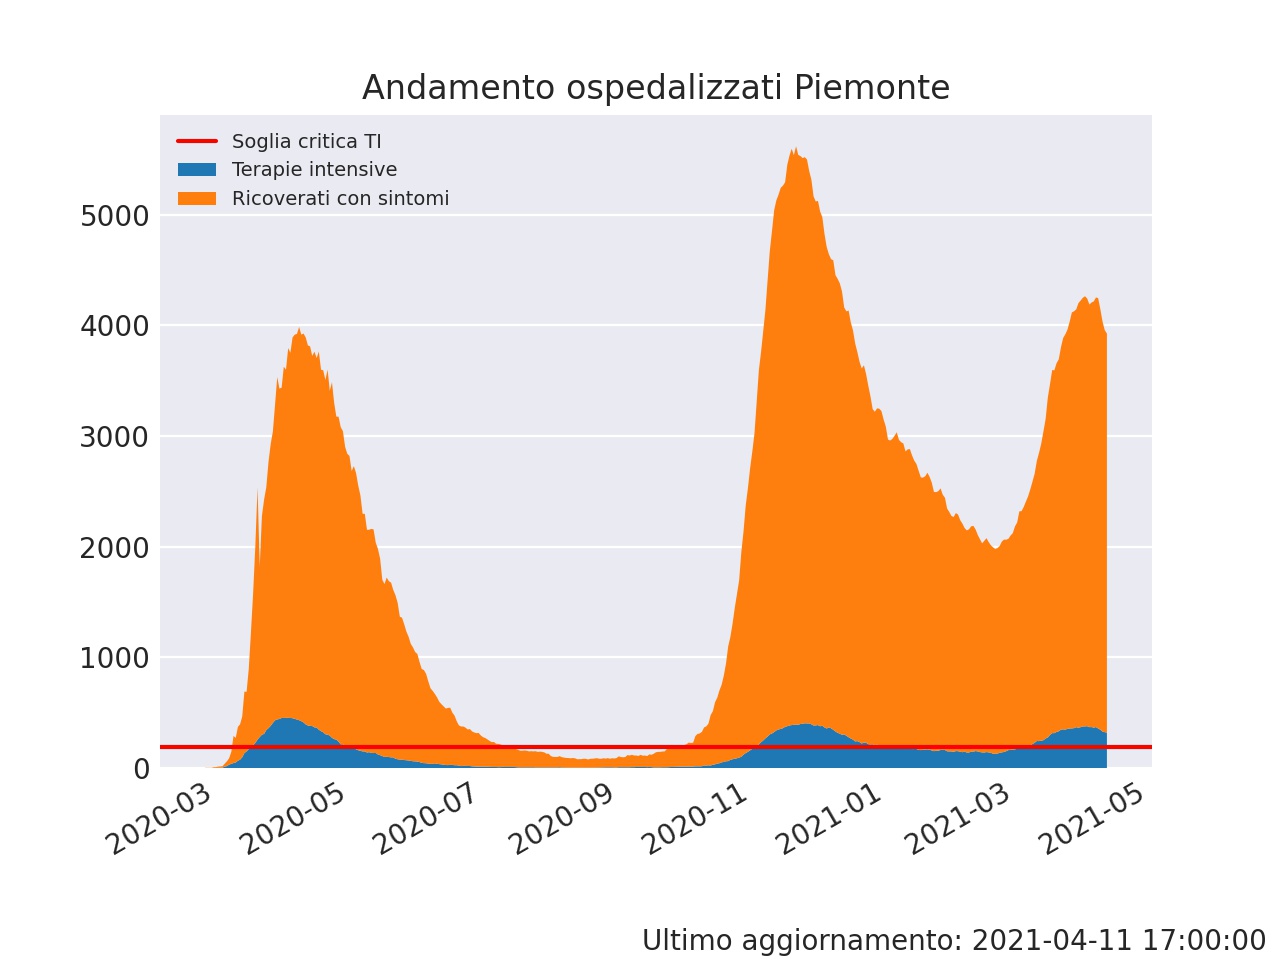 Andamento ospedalizzati Piemonte
Soglia critica TI
Terapie intensive
Ricoverati con sintomi
5000
4000
3000
2000
1000
0
2020-03
2020-05
2020-07
2020-09
2020-11
2021-01
2021-03
2021-05
Ultimo aggiornamento: 2021-04-11 17:00:00